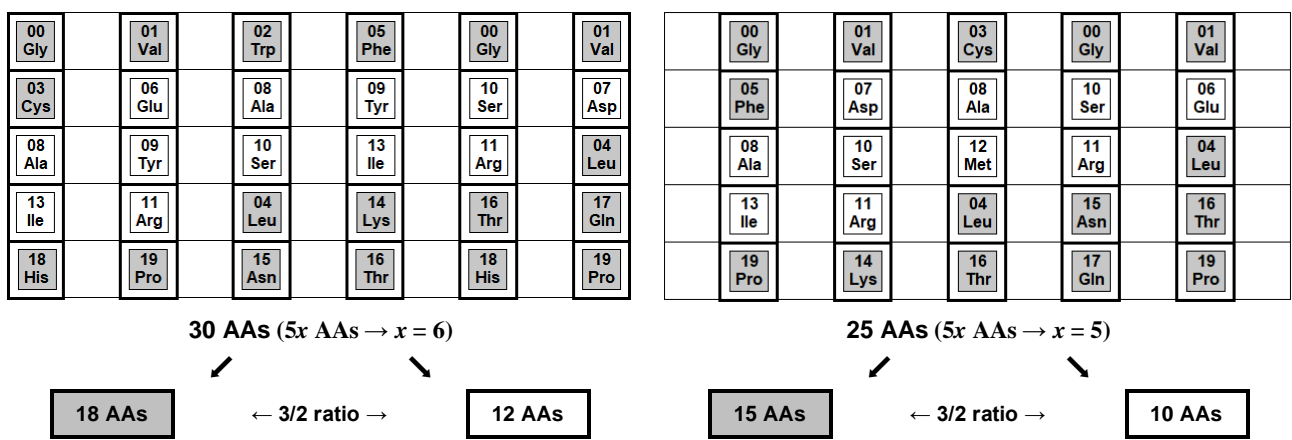 00 01 02 05 00 01
Gly Val Trp Phe Gly Val
03 06 08 09 10 07
Cys Glu Ala Tyr Ser Asp
08 09 10 13 11 04
Ala Tyr Ser Ile Arg Leu
13 11 04 14 16 17
Ile Arg Leu Lys Thr Gln
18 19 15 16 18 19
His Pro Asn Thr His Pro
30 AAs (5x AAs → x = 6)
18 AAs ← 3/2 ratio → 12 AAs
00 01 03 00 01
Gly Val Cys Gly Val
05 07 08 10 06
Phe Asp Ala Ser Glu
08 10 12 11 04
Ala Ser Met Arg Leu
13 11 04 15 16
Ile Arg Leu Asn Thr
19 14 16 17 19
Pro Lys Thr Gln Pro
25 AAs (5x AAs → x = 5)
15 AAs ← 3/2 ratio → 10 AAs